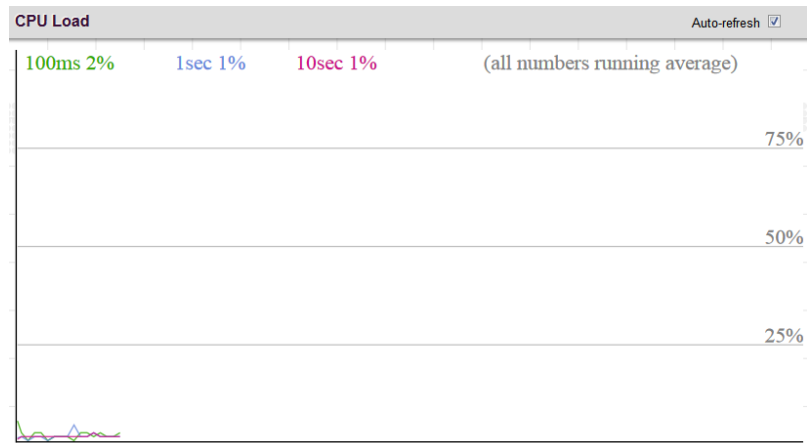 CPU Load
Auto-refresh
100ms 2% 1sec 1% 10sec 1% (all numbers running average)
75%
50%
25%